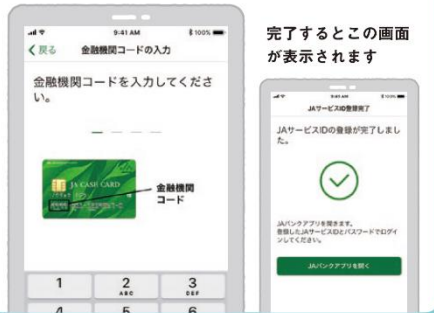 9:41 AM
100%
戻る
金融機関コードの入力
金融機関コードを入力してくださ
い。
JA CASH CARD
金融機関
コード
1
2
ABC
3
DEF
4
5
6
完了するとこの画面
が表示されます
9:41 AM
100%
JAサービスID登録完了
JAサービスIDの登録が完了しまし
た。
JAバンクアプリを開きます。
登録したJAサービスIDとパスワードでログイ
ンしてください。
JAバンクアプリを開く